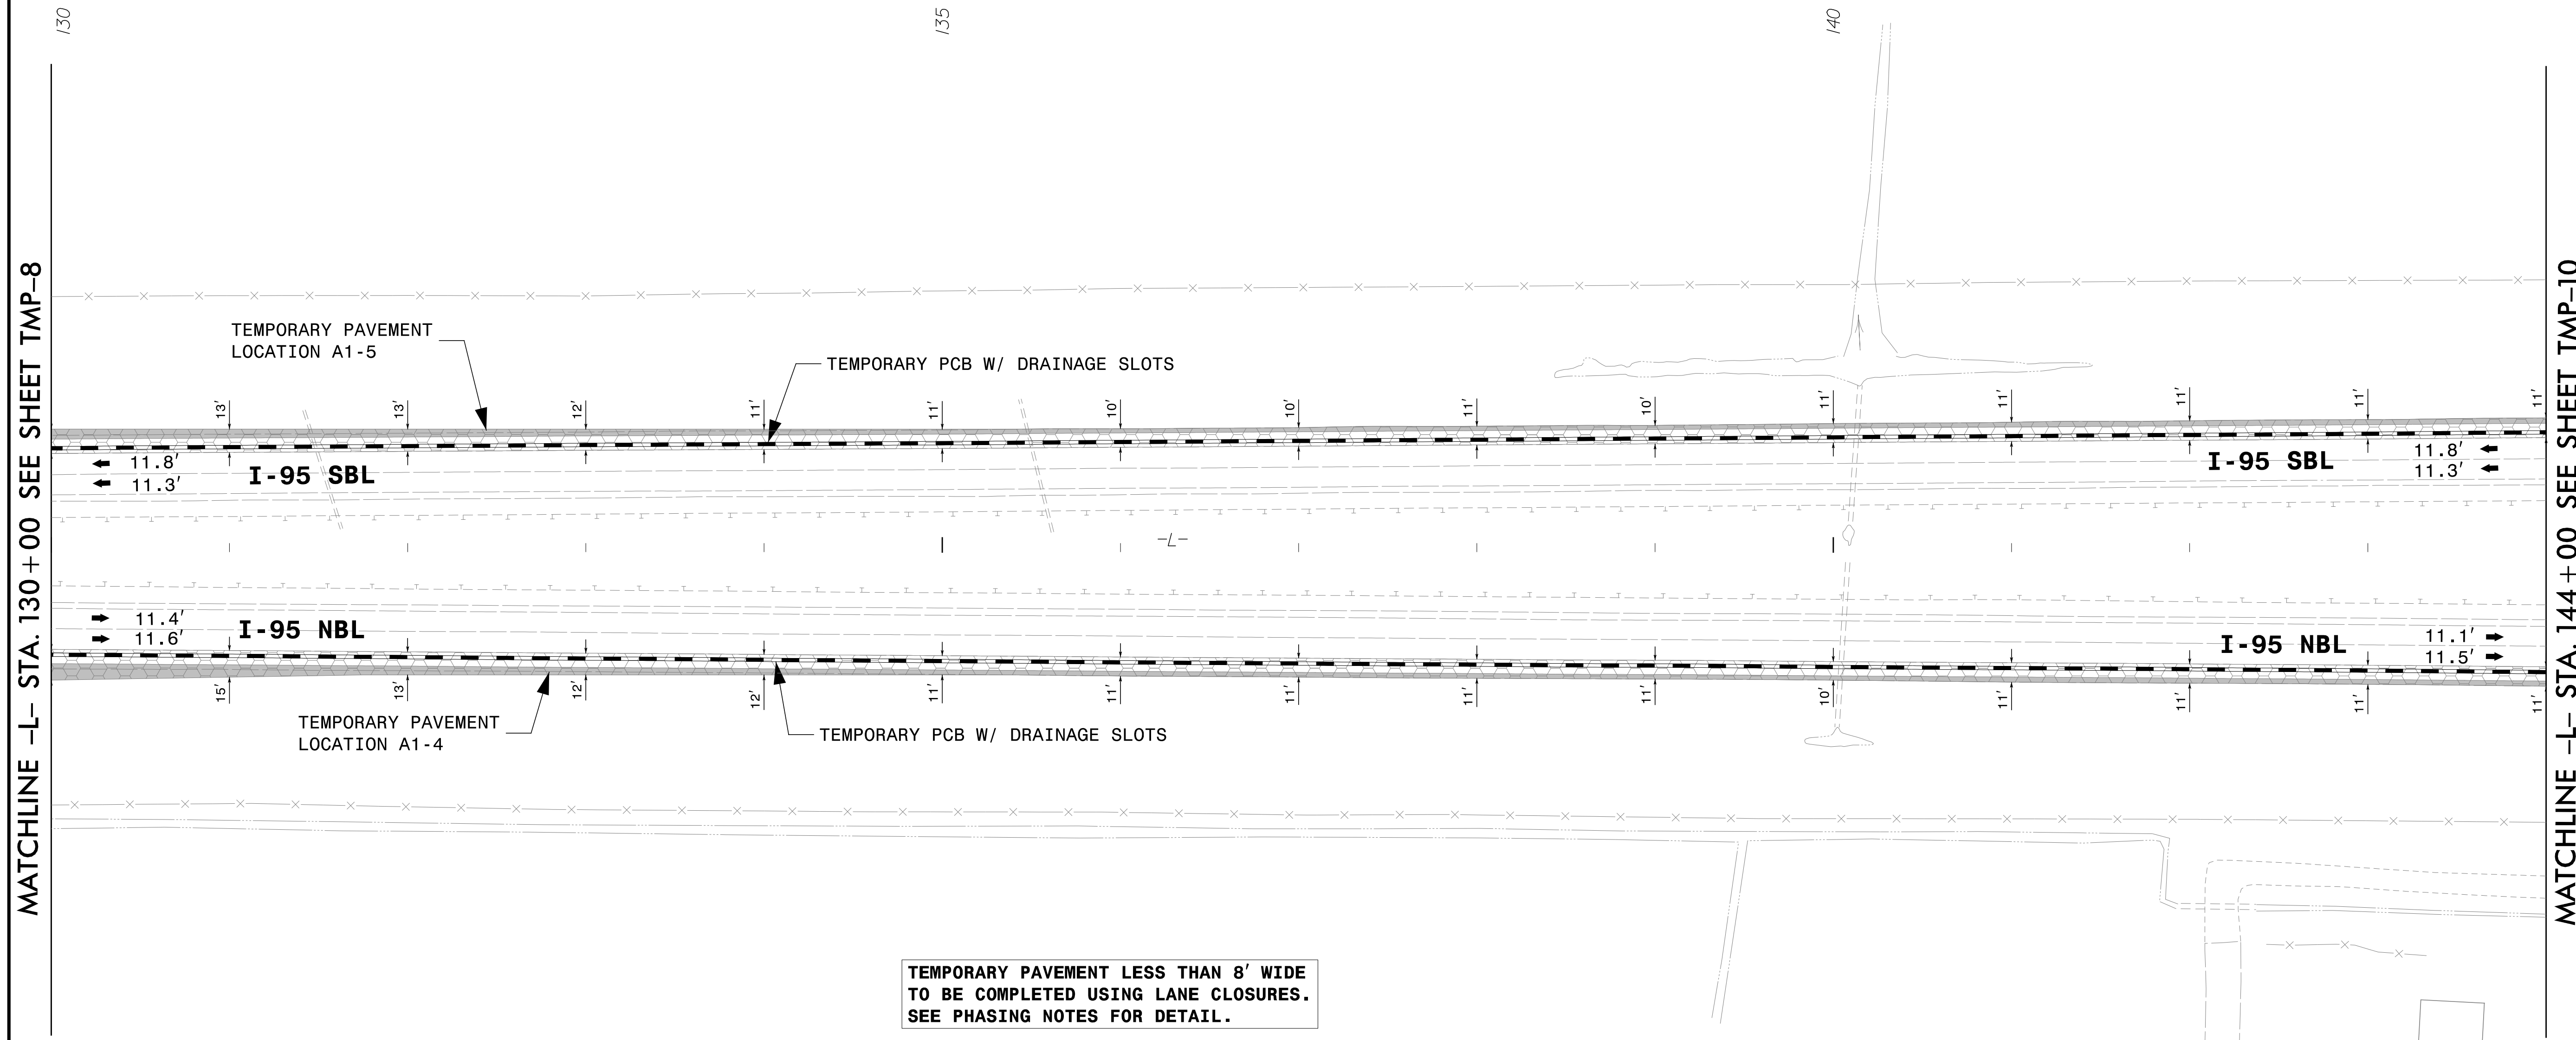 130
135
140
MATCHLINE -L- STA. 130+00 SEE SHEET TMP-8
TEMPORARY PAVEMENT
LOCATION A1-5
TEMPORARY PCB W/ DRAINAGE SLOTS
13' 13' 12' 11' 11' 10' 10' 11' 10' 11' 11' 11' 11' 11'
11.8'
11.3'
I-95 SBL
I-95 SBL
11.8'
11.3'
-L-
11.4'
11.6'
I-95 NBL
I-95 NBL
11.1'
11.5'
15' 13' 12' 12' 11' 11' 11' 11' 11' 10' 11' 11' 11' 11'
TEMPORARY PAVEMENT
LOCATION A1-4
TEMPORARY PCB W/ DRAINAGE SLOTS
TEMPORARY PAVEMENT LESS THAN 8' WIDE
TO BE COMPLETED USING LANE CLOSURES.
SEE PHASING NOTES FOR DETAIL.
MATCHLINE -L- STA. 144+00 SEE SHEET TMP-10